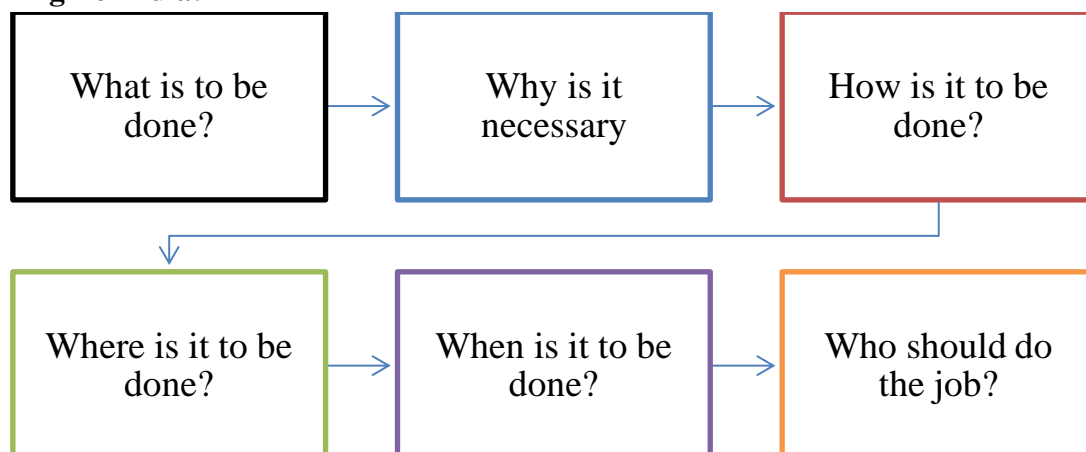 What is to be
done?
Why is it
necessary
How is it to be
done?
Where is it to be
done?
When is it to be
done?
Who should do
the job?